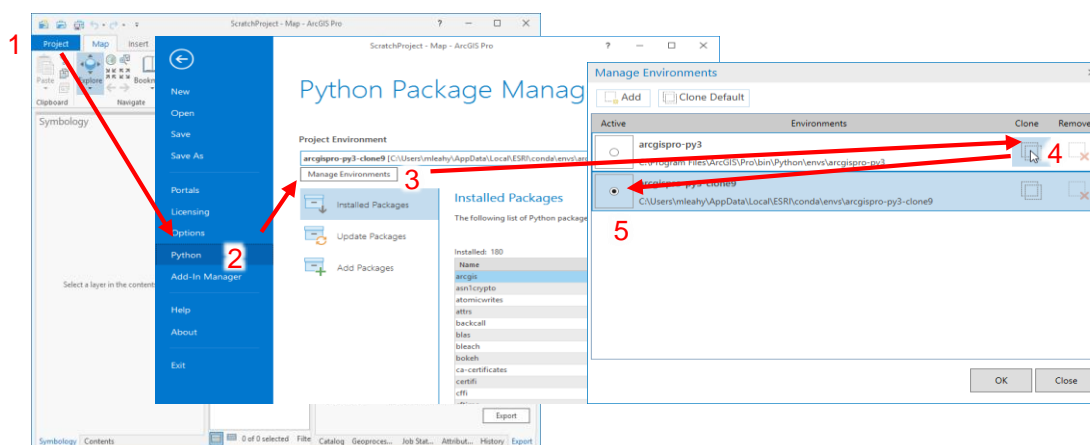 1
ScratchProject - Map - ArcGIS Pro
?
Project Map Insert
Paste Explore Bookm
Clipboard Navigate
Symbology
Select a layer in the content
0 of 0 selected Filte
Symbology Contents
Catalog Geoproces... Job Stat... Attribut... History Export
ScratchProject - Map - ArcGIS Pro
?
New
Open
Save
Save As
Portals
Licensing
Options
Python
2
Add-In Manager
Help
About
Exit
Python Package Manag
Project Environment
arcgispro-py3-clone9 [C:\Users\mleahy\AppData\Local\ESRI\conda\envs\arc
Manage Environments
3
Installed Packages
Update Packages
Add Packages
Installed Packages
The following list of Python package
Installed: 180
Name
arcgis
asn1crypto
atomicwrites
attrs
backcall
blas
bleach
bokeh
ca-certificates
certifi
cffi
Export
Manage Environments
Add Clone Default
Active Environments Clone Remove
arcgispro-py3
C:\Program Files\ArcGIS\Pro\bin\Python\envs\arcgispro-py3
4
arcgispro-py3-clone9
C:\Users\mleahy\AppData\Local\ESRI\conda\envs\arcgispro-py3-clone9
5
OK Close